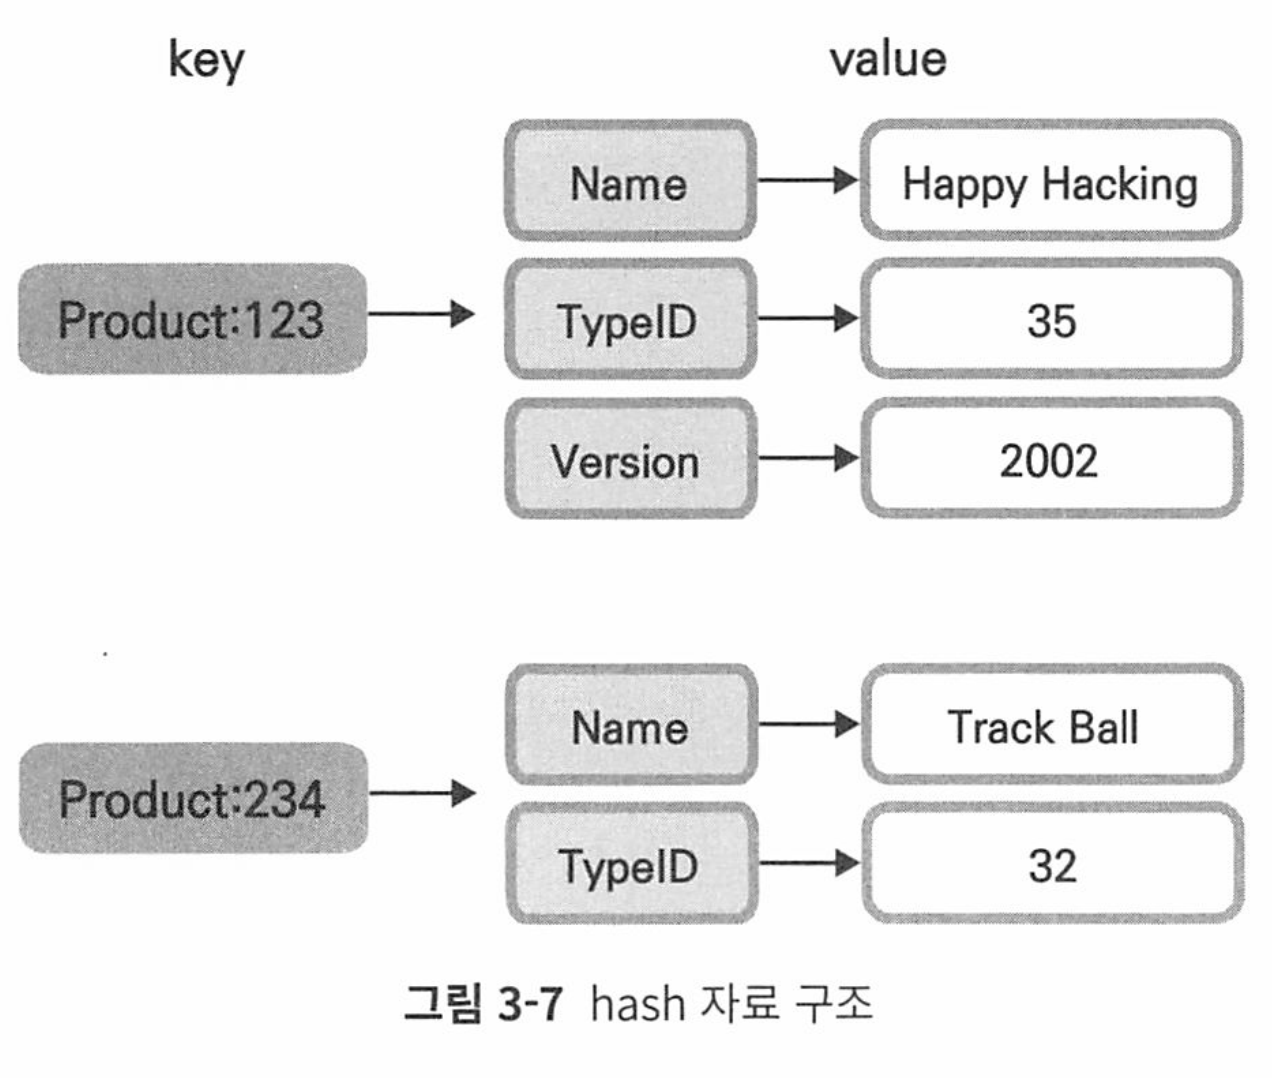 key value
Name Happy Hacking
Product:123 TypeID 35
Version 2002
Name Track Ball
Product:234 TypeID 32
그림 3-7 hash 자료 구조